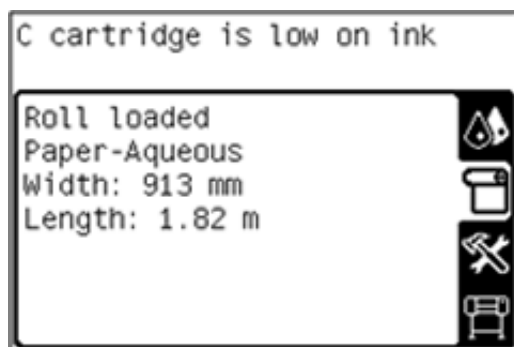 C cartridge is low on ink
Roll loaded
Paper-Aqueous
Width: 913 mm
Length: 1.82 m